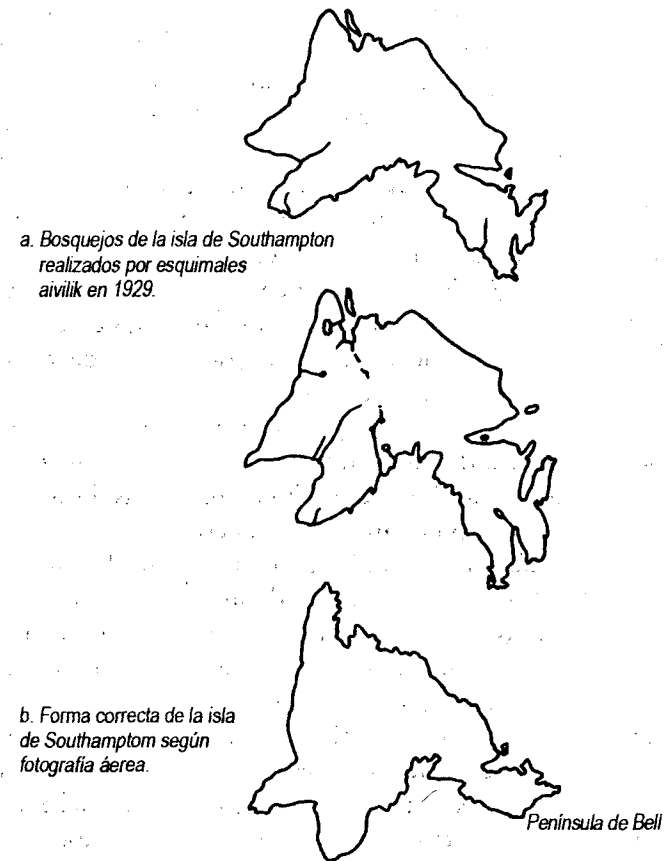 a. Bosquejos de la isla de Southampton
realizados por esquimales
aivilik en 1929.
b. Forma correcta de la isla
de Southamptom según
fotografía áerea.
Península de Bell